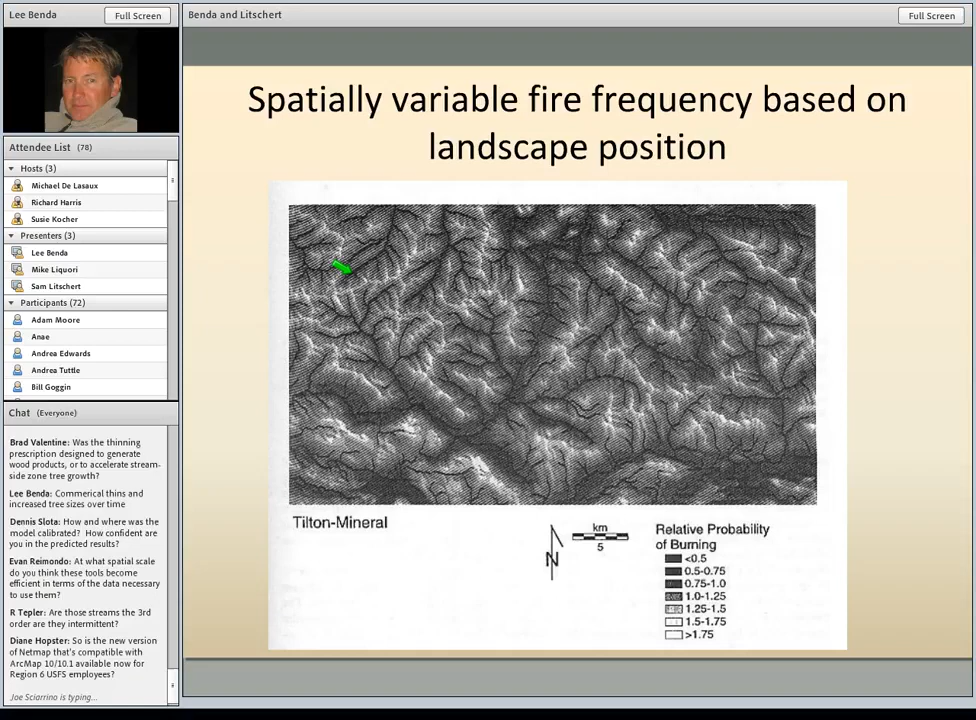 Lee Benda
Full Screen
Attendee List (78)
Hosts (3)
Michael De Lasaux
Richard Harris
Susie Kocher
Presenters (3)
Lee Benda
Mike Liquori
Sam Litschert
Participants (72)
Adam Moore
Anae
Andrea Edwards
Andrea Tuttle
Bill Goggin
Chat (Everyone)
Brad Valentine: Was the thinning
prescription designed to generate
wood products, or to accelerate stream-
side zone tree growth?
Lee Benda: Commerical thins and
increased tree sizes over time
Dennis Slota: How and where was the
model calibrated? How confident are
you in the predicted results?
Evan Reimondo: At what spatial scale
do you think these tools become
efficient in terms of the data necessary
to use them?
R Tepler: Are those streams the 3rd
order are they intermittent?
Diane Hopster: So is the new version
of Netmap that's compatible with
ArcMap 10/10.1 available now for
Region 6 USFS employees?
Joe Sciarrino is typing...
Benda and Litschert
Full Screen
Spatially variable fire frequency based on
landscape position
Tilton-Mineral
N
km
5
Relative Probability
of Burning
<0.5
0.5-0.75
0.75-1.0
1.0-1.25
1.25-1.5
1.5-1.75
>1.75